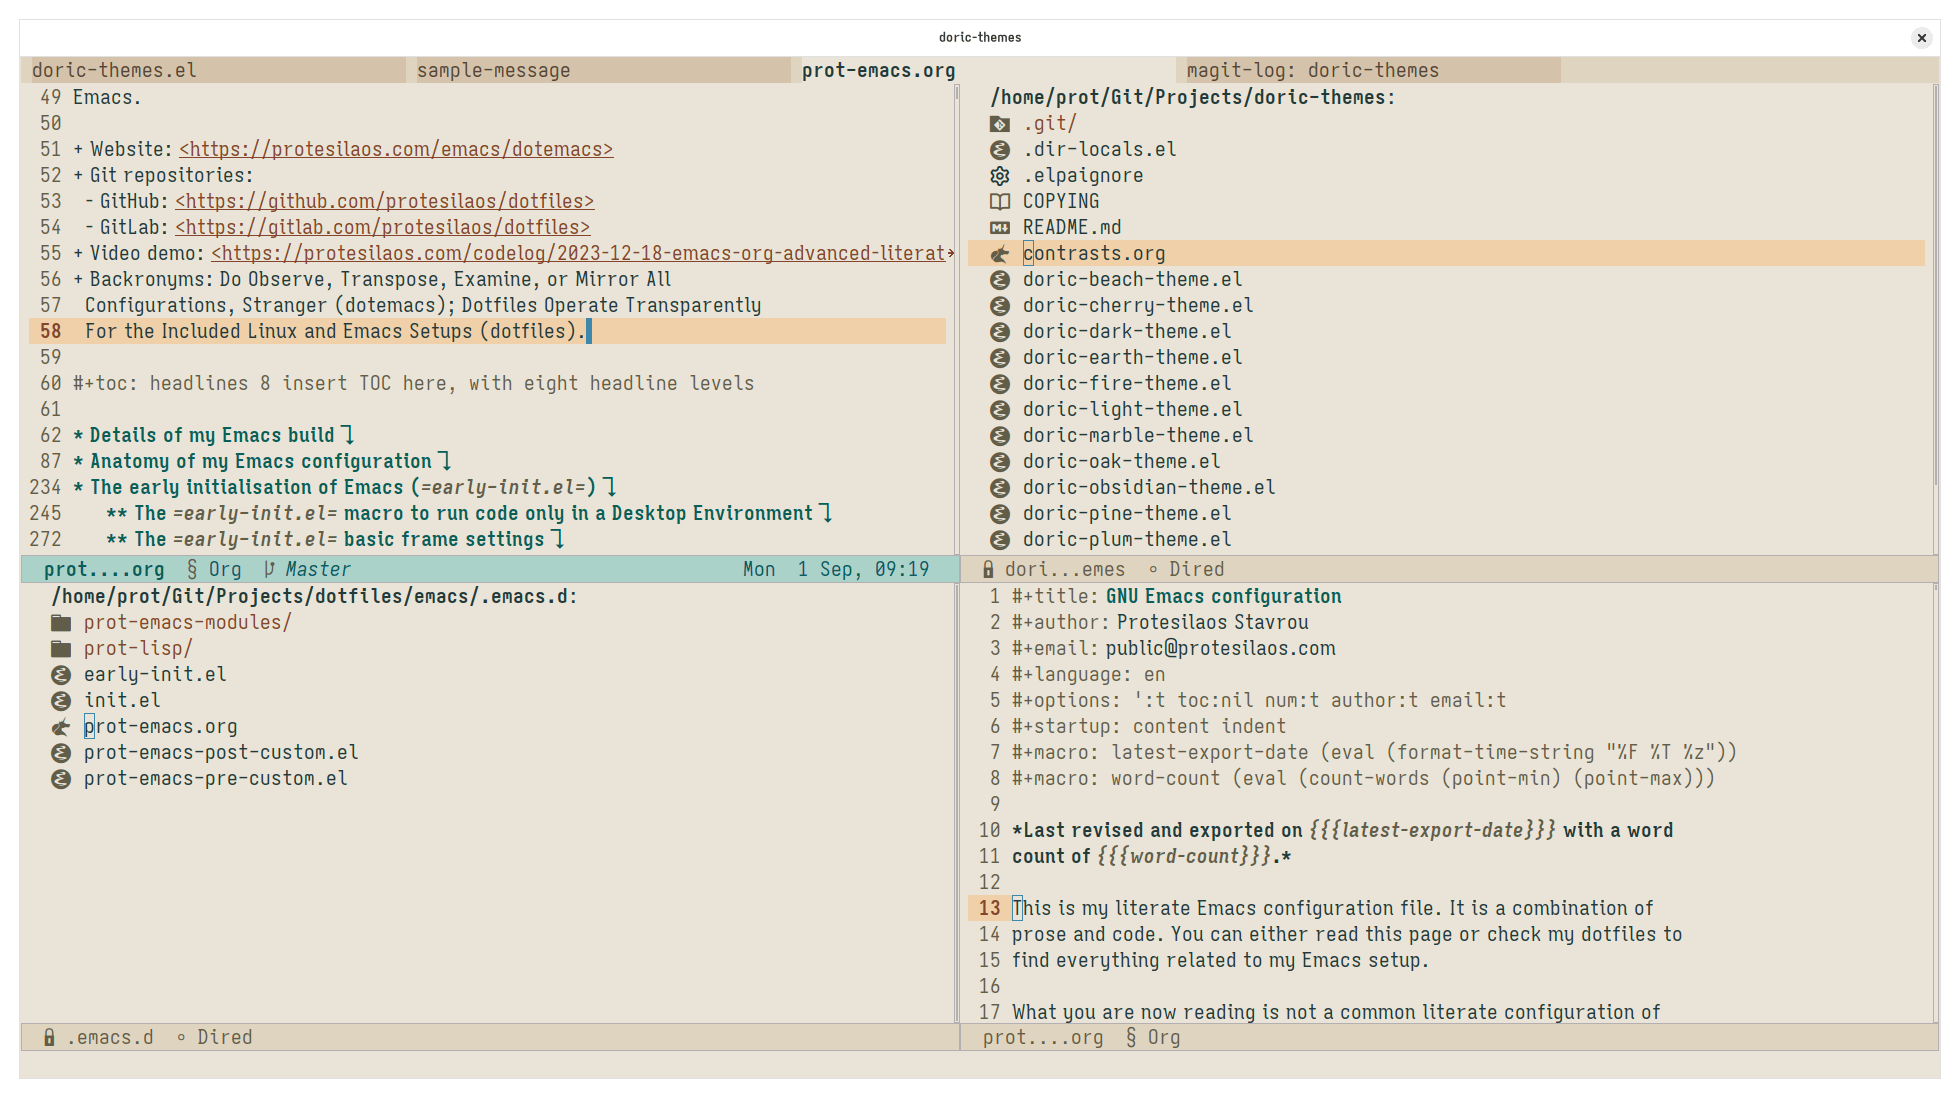 doric-themes
doric-themes.el
sample-message
prot-emacs.org
magit-log: doric-themes
49 Emacs.
50
51 + Website: <https://protesilaos.com/emacs/dotemacs>
52 + Git repositories:
53 - GitHub: <https://github.com/protesilaos/dotfiles>
54 - GitLab: <https://gitlab.com/protesilaos/dotfiles>
55 + Video demo: <https://protesilaos.com/codelog/2023-12-18-emacs-org-advanced-literat→
56 + Backronyms: Do Observe, Transpose, Examine, or Mirror All
57 Configurations, Stranger (dotemacs); Dotfiles Operate Transparently
58 For the Included Linux and Emacs Setups (dotfiles).
59
60 #+toc: headlines 8 insert TOC here, with eight headline levels
61
62 * Details of my Emacs build ⤵
87 * Anatomy of my Emacs configuration ⤵
234 * The early initialisation of Emacs (=early-init.el=) ⤵
245 ** The =early-init.el= macro to run code only in a Desktop Environment ⤵
272 ** The =early-init.el= basic frame settings ⤵
prot....org § Org Master Mon 1 Sep, 09:19
/home/prot/Git/Projects/doric-themes:
.git/
.dir-locals.el
.elpaignore
COPYING
README.md
contrasts.org
doric-beach-theme.el
doric-cherry-theme.el
doric-dark-theme.el
doric-earth-theme.el
doric-fire-theme.el
doric-light-theme.el
doric-marble-theme.el
doric-oak-theme.el
doric-obsidian-theme.el
doric-pine-theme.el
doric-plum-theme.el
dori...emes ∘ Dired
/home/prot/Git/Projects/dotfiles/emacs/.emacs.d:
prot-emacs-modules/
prot-lisp/
early-init.el
init.el
prot-emacs.org
prot-emacs-post-custom.el
prot-emacs-pre-custom.el
.emacs.d ∘ Dired
1 #+title: GNU Emacs configuration
2 #+author: Protesilaos Stavrou
3 #+email: public@protesilaos.com
4 #+language: en
5 #+options: ':t toc:nil num:t author:t email:t
6 #+startup: content indent
7 #+macro: latest-export-date (eval (format-time-string "%F %T %z"))
8 #+macro: word-count (eval (count-words (point-min) (point-max)))
9
10 *Last revised and exported on {{{latest-export-date}}} with a word
11 count of {{{word-count}}}.*
12
13 This is my literate Emacs configuration file. It is a combination of
14 prose and code. You can either read this page or check my dotfiles to
15 find everything related to my Emacs setup.
16
17 What you are now reading is not a common literate configuration of
prot....org § Org